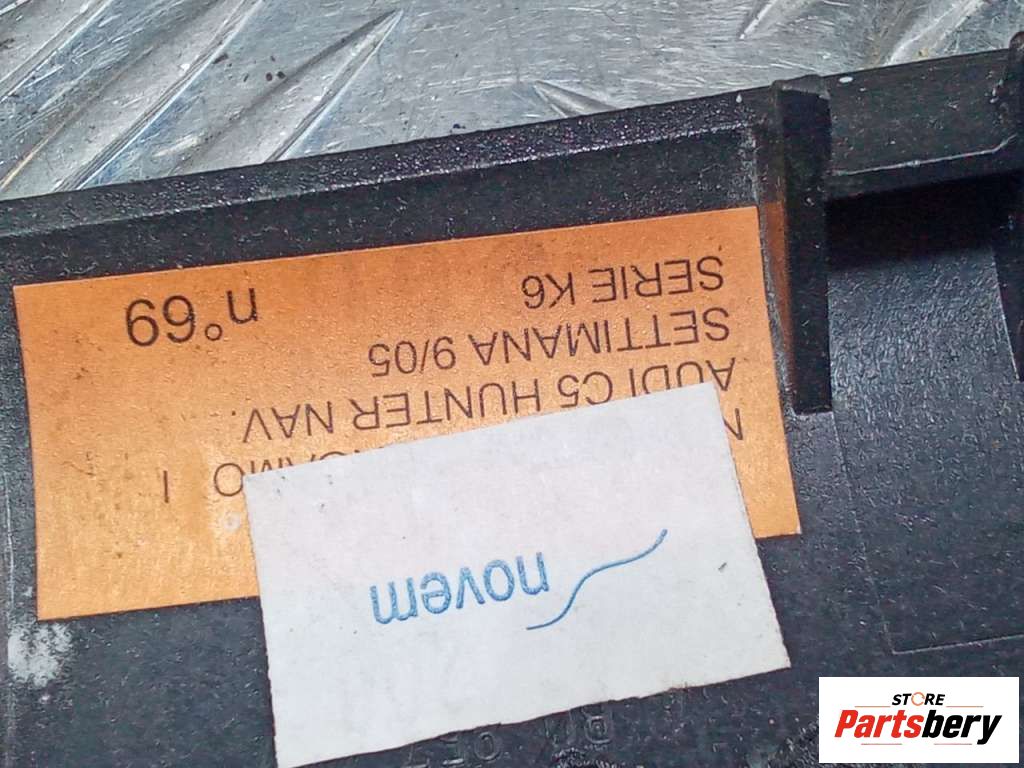 novem
AUDI C5 HUNTER NAV.
SETTIMANA 9/05
SERIE K6
n°69
STORE
Partsbery